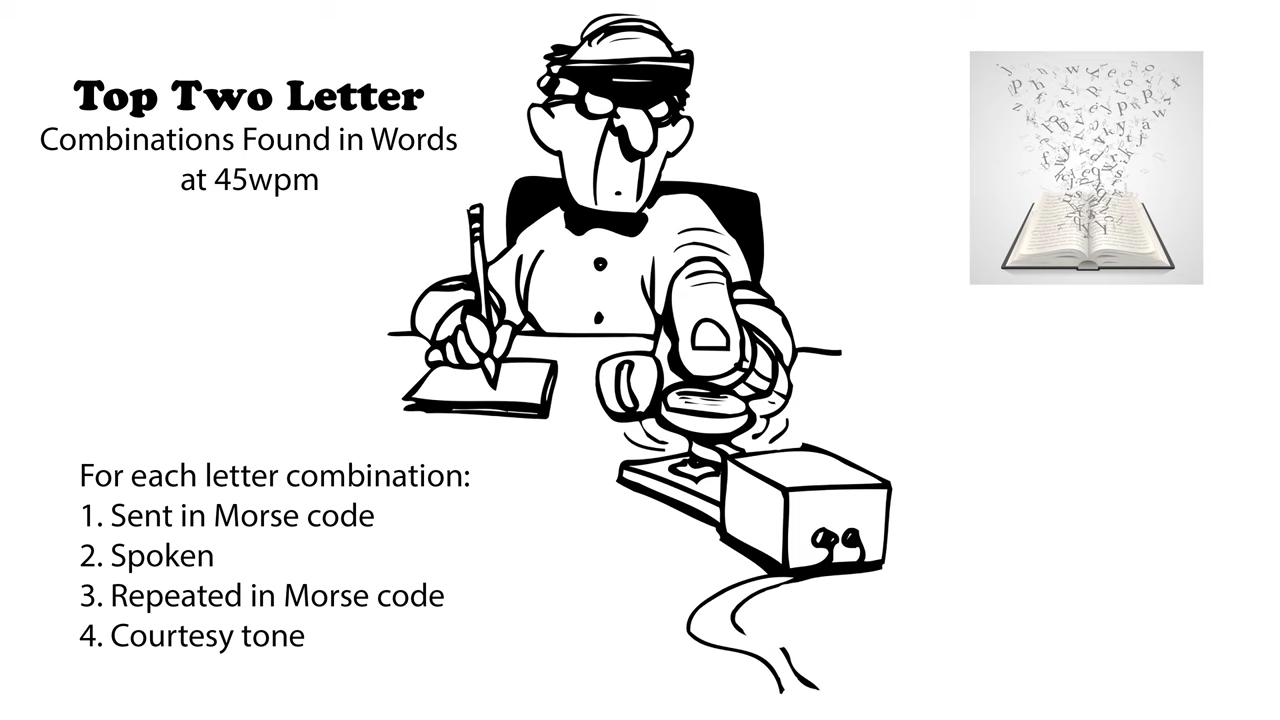 Top Two Letter
Combinations Found in Words
at 45wpm
For each letter combination:
1. Sent in Morse code
2. Spoken
3. Repeated in Morse code
4. Courtesy tone